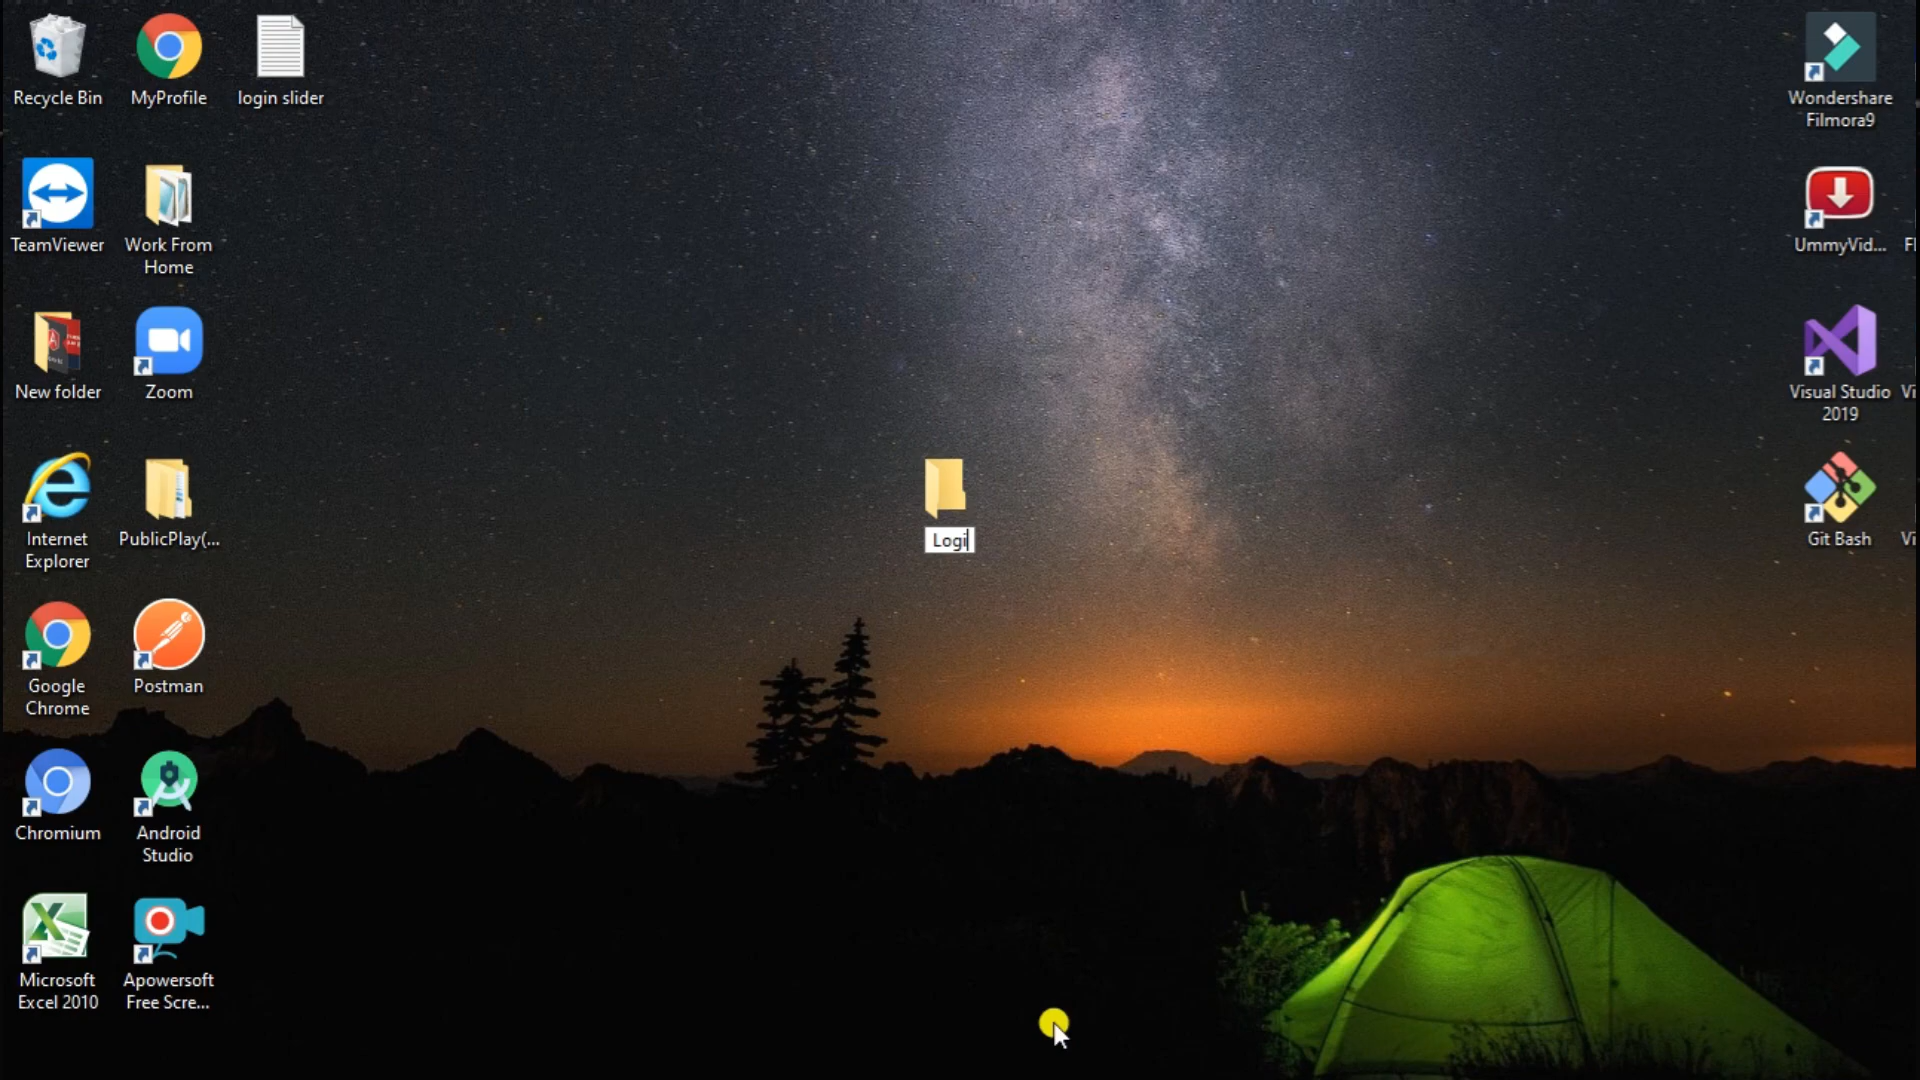 Recycle Bin
MyProfile
login slider
Wondershare
Filmora9
TeamViewer
Work From
Home
UmmyVid...
New folder
Zoom
Visual Studio
2019
Internet
Explorer
PublicPlay(...
Logi
Git Bash
Google
Chrome
Postman
Chromium
Android
Studio
Microsoft
Excel 2010
Apowersoft
Free Scre...